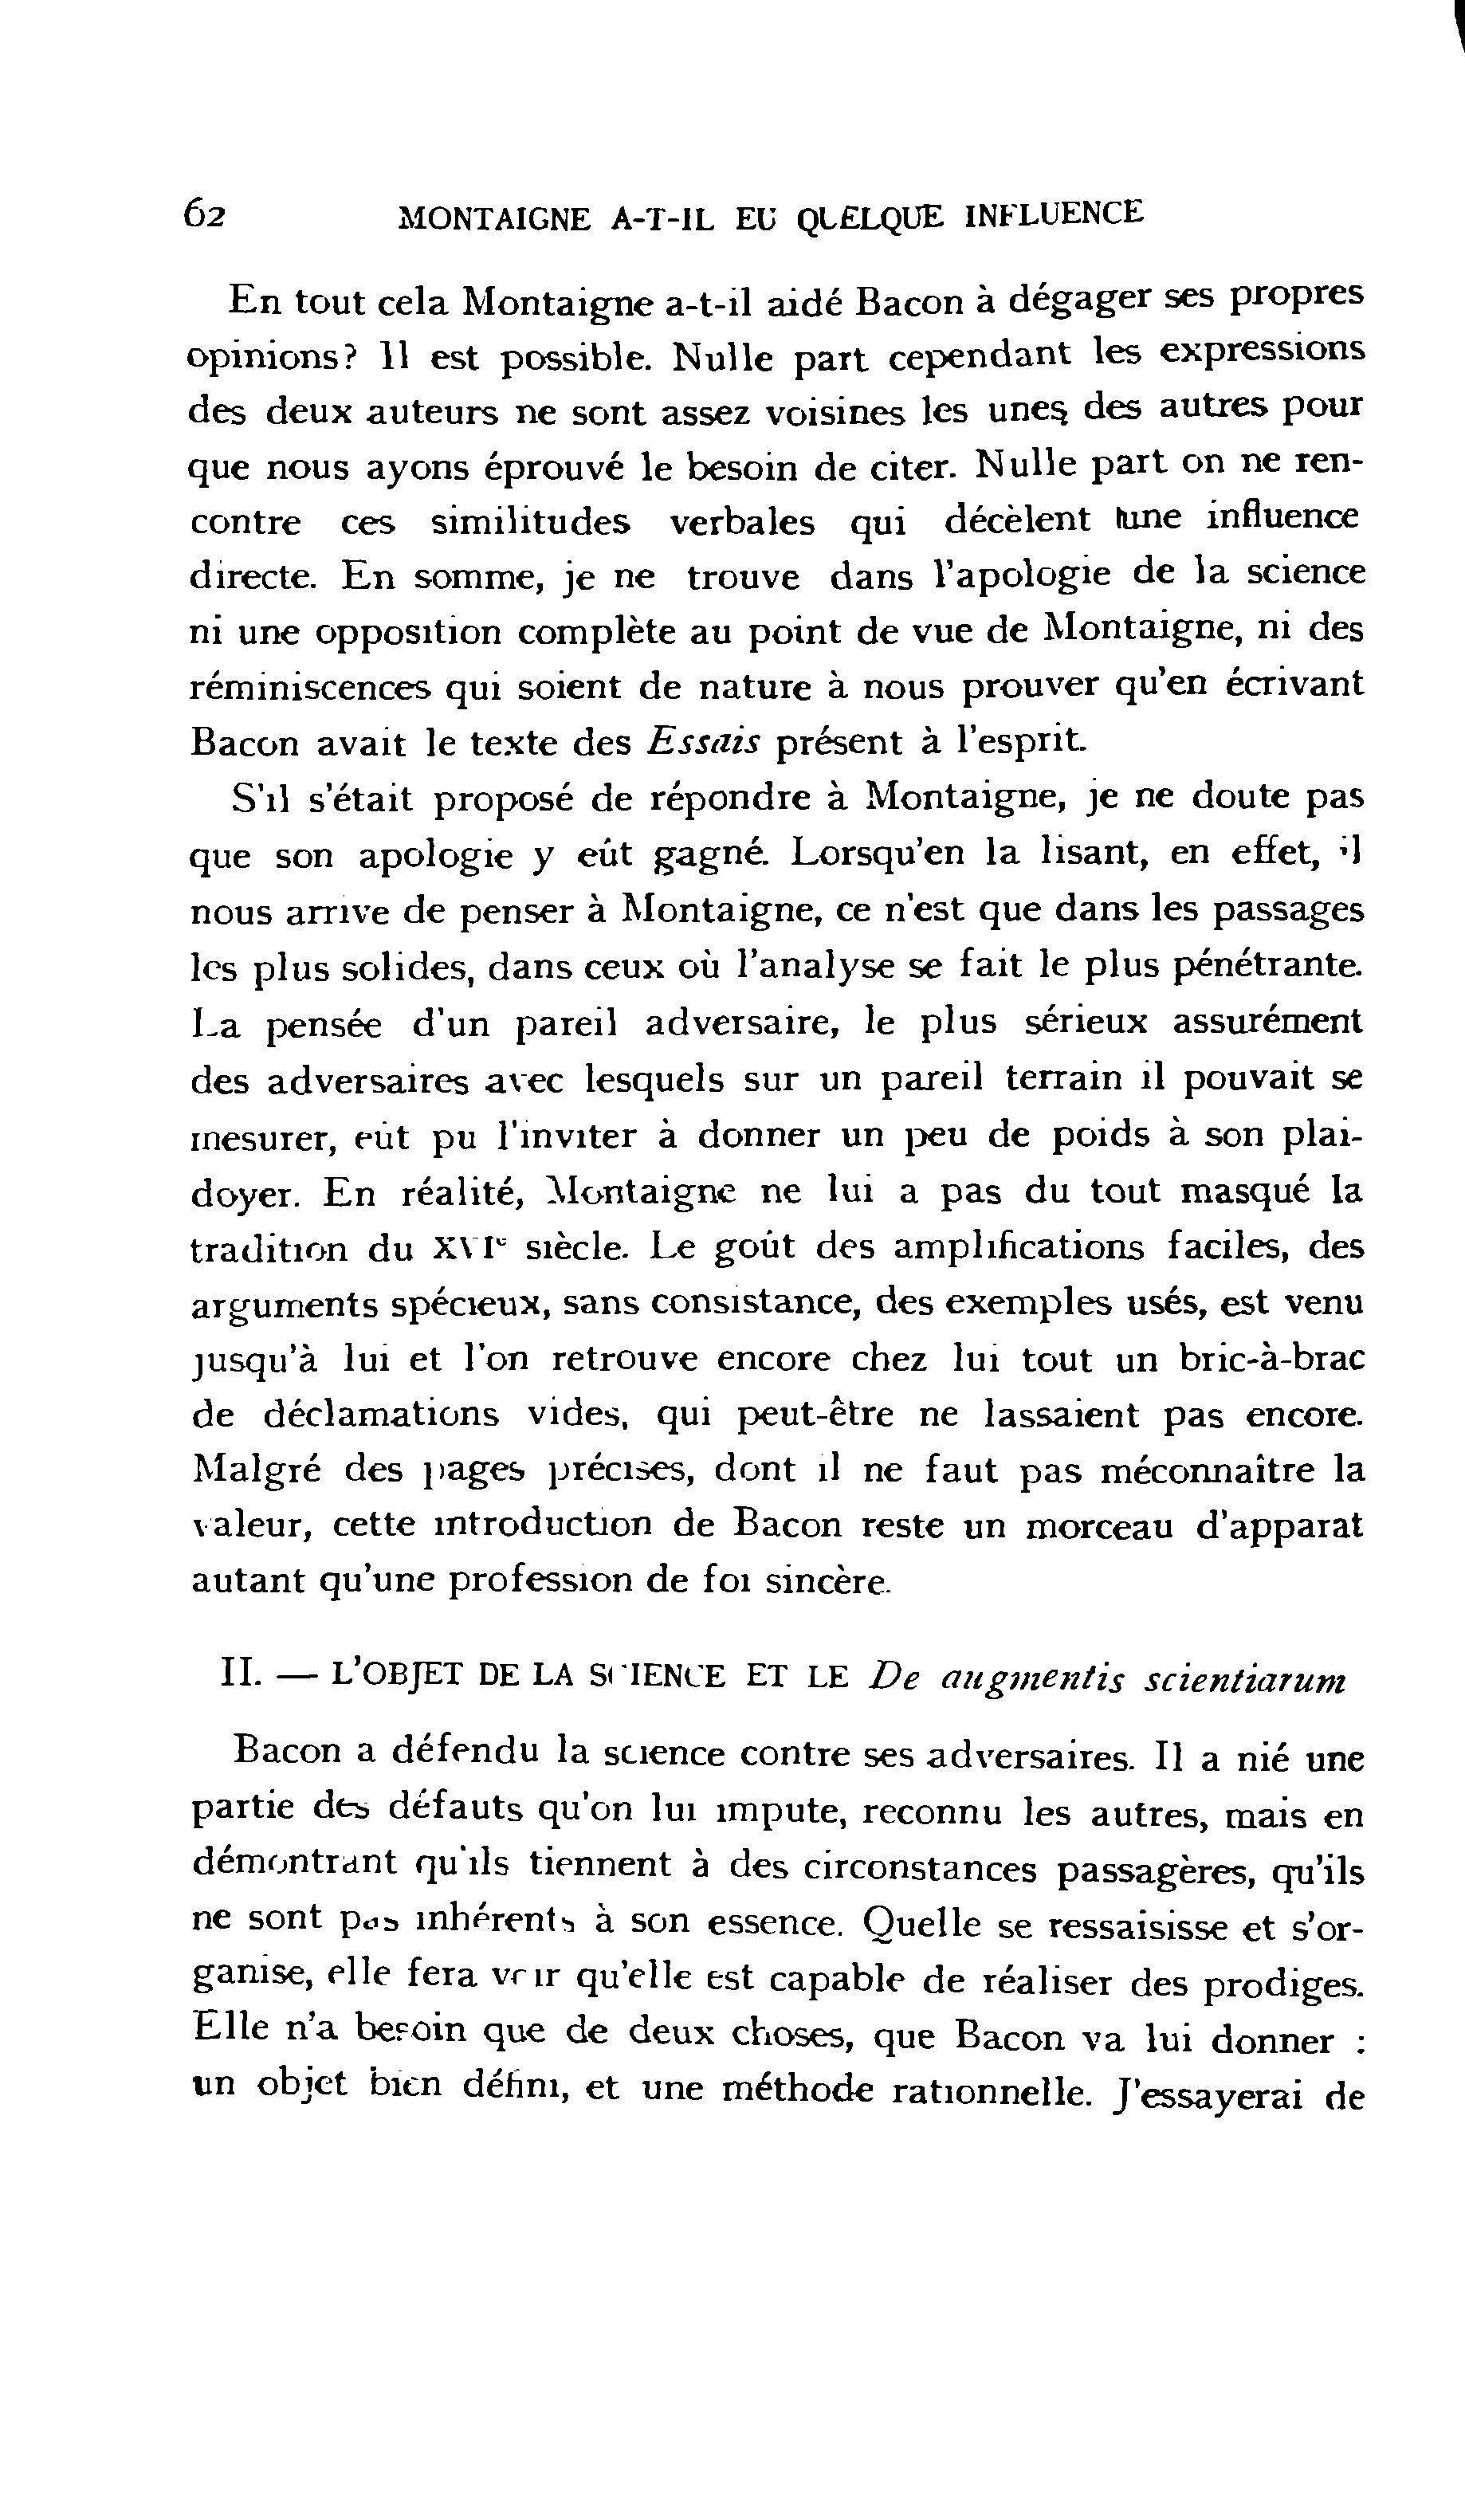 62 MONTAIGNE A-T-IL EU QUELQUE INFLUENCE
En tout cela Montaigne a-t-il aidé Bacon à dégager ses propres
opinions? Il est possible. Nulle part cependant les expressions
des deux auteurs ne sont assez voisines les unes des autres pour
que nous ayons éprouvé le besoin de citer. Nulle part on ne ren-
contre ces similitudes verbales qui décèlent une influence
directe. En somme, je ne trouve dans l'apologie de la science
ni une opposition complète au point de vue de Montaigne, ni des
réminiscences qui soient de nature à nous prouver qu'en écrivant
Bacon avait le texte des Essais présent à l'esprit.
S'il s'était proposé de répondre à Montaigne, je ne doute pas
que son apologie y eût gagné. Lorsqu'en la lisant, en effet, il
nous arrive de penser à Montaigne, ce n'est que dans les passages
les plus solides, dans ceux où l'analyse se fait le plus pénétrante.
La pensée d'un pareil adversaire, le plus sérieux assurément
des adversaires avec lesquels sur un pareil terrain il pouvait se
mesurer, eût pu l'inviter à donner un peu de poids à son plai-
doyer. En réalité, Montaigne ne lui a pas du tout masqué la
tradition du XVIe siècle. Le goût des amplifications faciles, des
arguments spécieux, sans consistance, des exemples usés, est venu
jusqu'à lui et l'on retrouve encore chez lui tout un bric-à-brac
de déclamations vides, qui peut-être ne lassaient pas encore.
Malgré des pages précises, dont il ne faut pas méconnaître la
valeur, cette introduction de Bacon reste un morceau d'apparat
autant qu'une profession de foi sincère.
II. — L'OBJET DE LA SCIENCE ET LE De augmentis scientiarum
Bacon a défendu la science contre ses adversaires. Il a nié une
partie des défauts qu'on lui impute, reconnu les autres, mais en
démontrant qu'ils tiennent à des circonstances passagères, qu'ils
ne sont pas inhérents à son essence. Quelle se ressaisisse et s'or-
ganise, elle fera voir qu'elle est capable de réaliser des prodiges.
Elle n'a besoin que de deux choses, que Bacon va lui donner :
un objet bien défini, et une méthode rationnelle. J'essayerai de